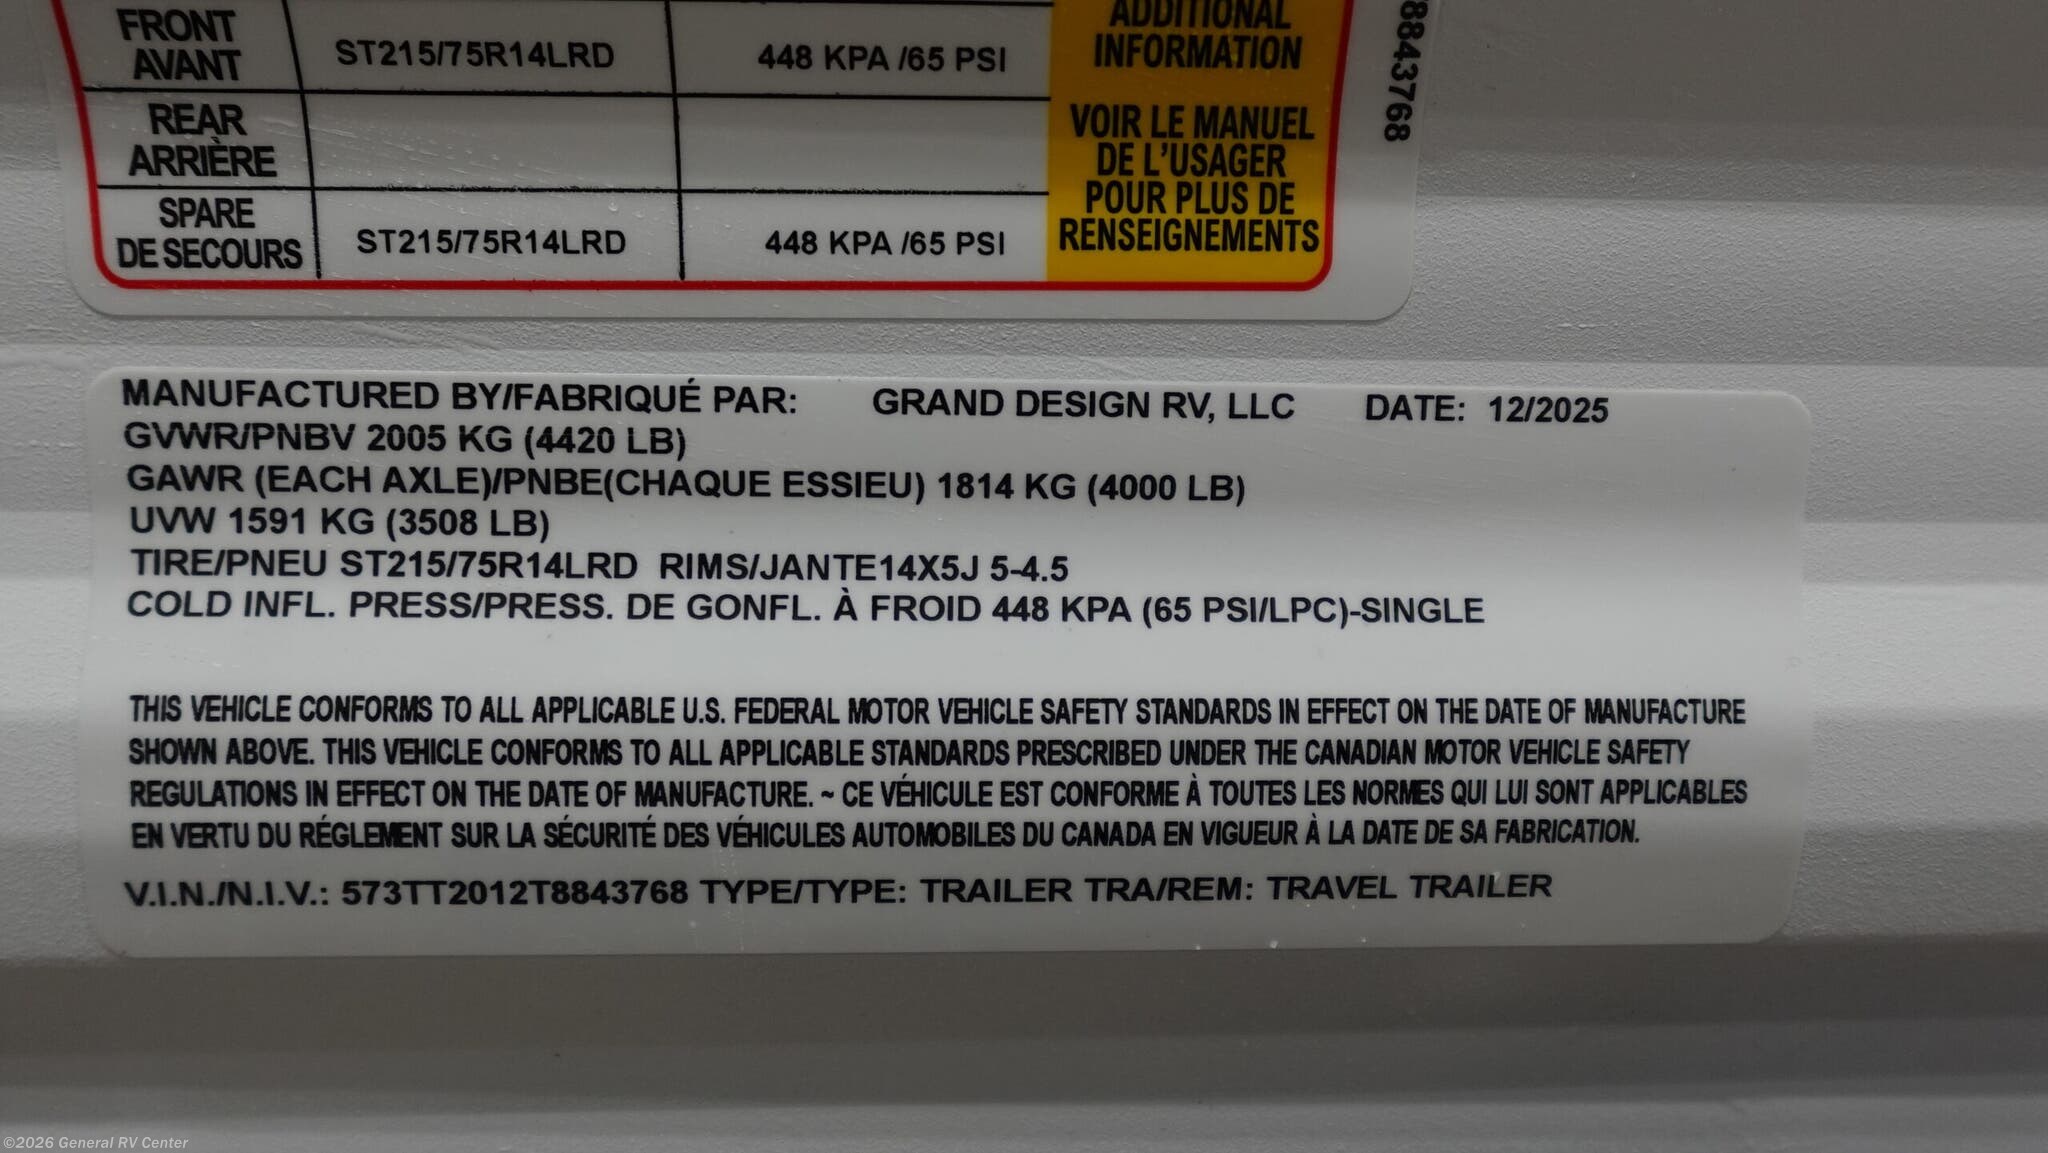 FRONT
AVANT
ST215/75R14LRD
448 KPA /65 PSI
REAR
ARRIÈRE
SPARE
DE SECOURS
ST215/75R14LRD
448 KPA /65 PSI
ADDITIONAL
INFORMATION
VOIR LE MANUEL
DE L'USAGER
POUR PLUS DE
RENSEIGNEMENTS
8843768
MANUFACTURED BY/FABRIQUÉ PAR: GRAND DESIGN RV, LLC DATE: 12/2025
GVWR/PNBV 2005 KG (4420 LB)
GAWR (EACH AXLE)/PNBE(CHAQUE ESSIEU) 1814 KG (4000 LB)
UVW 1591 KG (3508 LB)
TIRE/PNEU ST215/75R14LRD RIMS/JANTE14X5J 5-4.5
COLD INFL. PRESS/PRESS. DE GONFL. À FROID 448 KPA (65 PSI/LPC)-SINGLE
THIS VEHICLE CONFORMS TO ALL APPLICABLE U.S. FEDERAL MOTOR VEHICLE SAFETY STANDARDS IN EFFECT ON THE DATE OF MANUFACTURE
SHOWN ABOVE. THIS VEHICLE CONFORMS TO ALL APPLICABLE STANDARDS PRESCRIBED UNDER THE CANADIAN MOTOR VEHICLE SAFETY
REGULATIONS IN EFFECT ON THE DATE OF MANUFACTURE. ~ CE VÉHICULE EST CONFORME À TOUTES LES NORMES QUI LUI SONT APPLICABLES
EN VERTU DU RÉGLEMENT SUR LA SÉCURITÉ DES VÉHICULES AUTOMOBILES DU CANADA EN VIGUEUR À LA DATE DE SA FABRICATION.
V.I.N./N.I.V.: 573TT2012T8843768 TYPE/TYPE: TRAILER TRA/REM: TRAVEL TRAILER
©2026 General RV Center